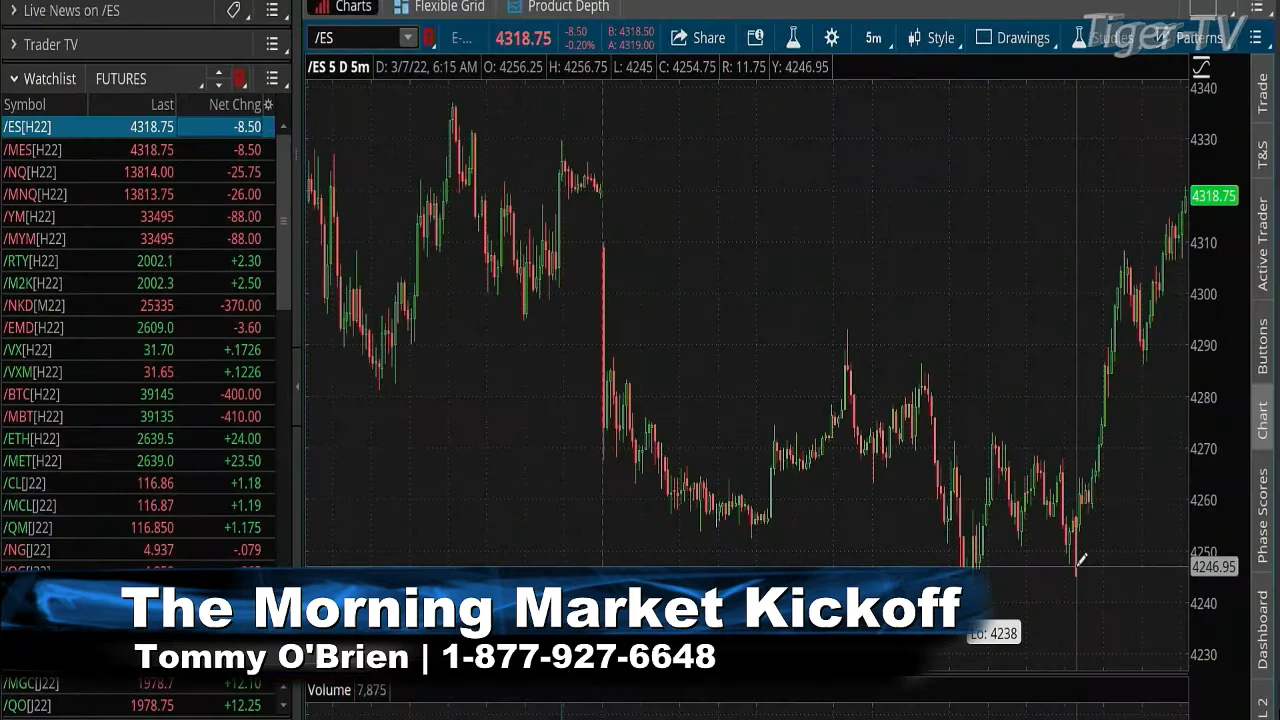 Live News on /ES
Trader TV
Watchlist FUTURES
Symbol Last Net Chng
/ES[H22] 4318.75 -8.50
/MES[H22] 4318.75 -8.50
/NQ[H22] 13814.00 -25.75
/MNQ[H22] 13813.75 -26.00
/YM[H22] 33495 -88.00
/MYM[H22] 33495 -88.00
/RTY[H22] 2002.1 +2.30
/M2K[H22] 2002.3 +2.50
/NKD[M22] 25335 -370.00
/EMD[H22] 2609.0 -3.60
/VX[H22] 31.70 +.1726
/VXM[H22] 31.65 +.1226
/BTC[H22] 39145 -400.00
/MBT[H22] 39135 -410.00
/ETH[H22] 2639.5 +24.00
/MET[H22] 2639.0 +23.50
/CL[J22] 116.86 +1.18
/MCL[J22] 116.87 +1.19
/QM[J22] 116.850 +1.175
/NG[J22] 4.937 -.079
/MGC[J22] 1978.7 +12.10
/QO[J22] 1978.75 +12.25
Charts Flexible Grid Product Depth
/ES E-... 4318.75 -8.50 -0.20% B: 4318.50 A: 4319.00 Share 5m Style Drawings Studies Patterns
Tiger TV
/ES 5 D 5m D: 3/7/22, 6:15 AM O: 4256.25 H: 4256.75 L: 4245 C: 4254.75 R: 11.75 Y: 4246.95
4340
4330
4318.75
4310
4300
4290
4280
4270
4260
4250
4246.95
4240
4230
Lo: 4238
Volume 7,875
Trade
T&S
Active Trader
Buttons
Chart
Phase Scores
Dashboard
L 2
The Morning Market Kickoff
Tommy O'Brien | 1-877-927-6648